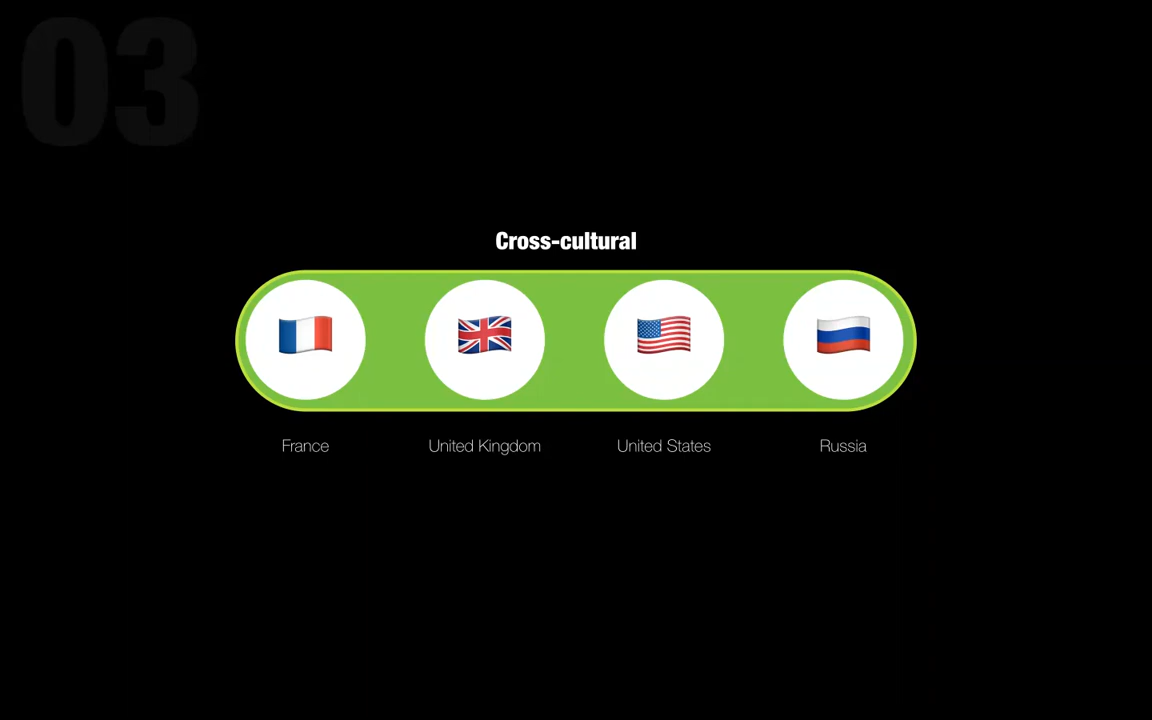 03
Cross-cultural
France
United Kingdom
United States
Russia